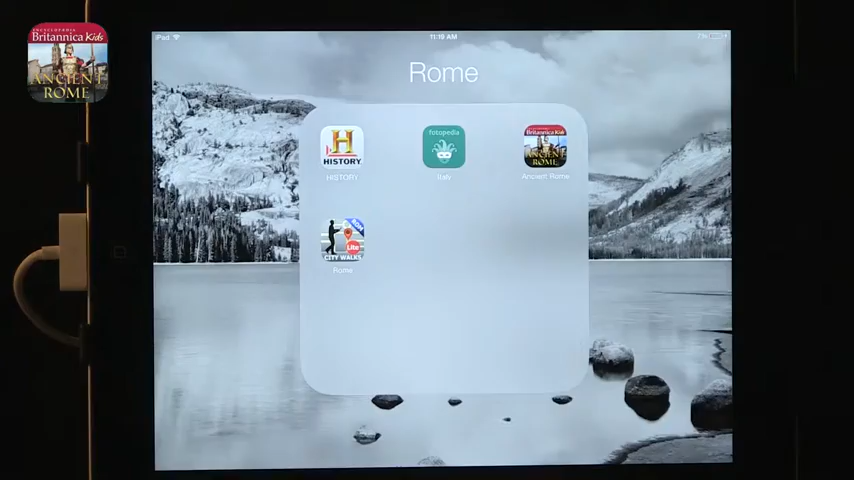 ENCYCLOPÆDIA
Britannica Kids
ANCIENT
ROME
iPad
11:19 AM
Rome
H
HISTORY
HISTORY
fotopedia
Italy
Britannica Kids
ANCIENT
ROME
Ancient Rome
ROM
Lite
CITY WALKS
Rome